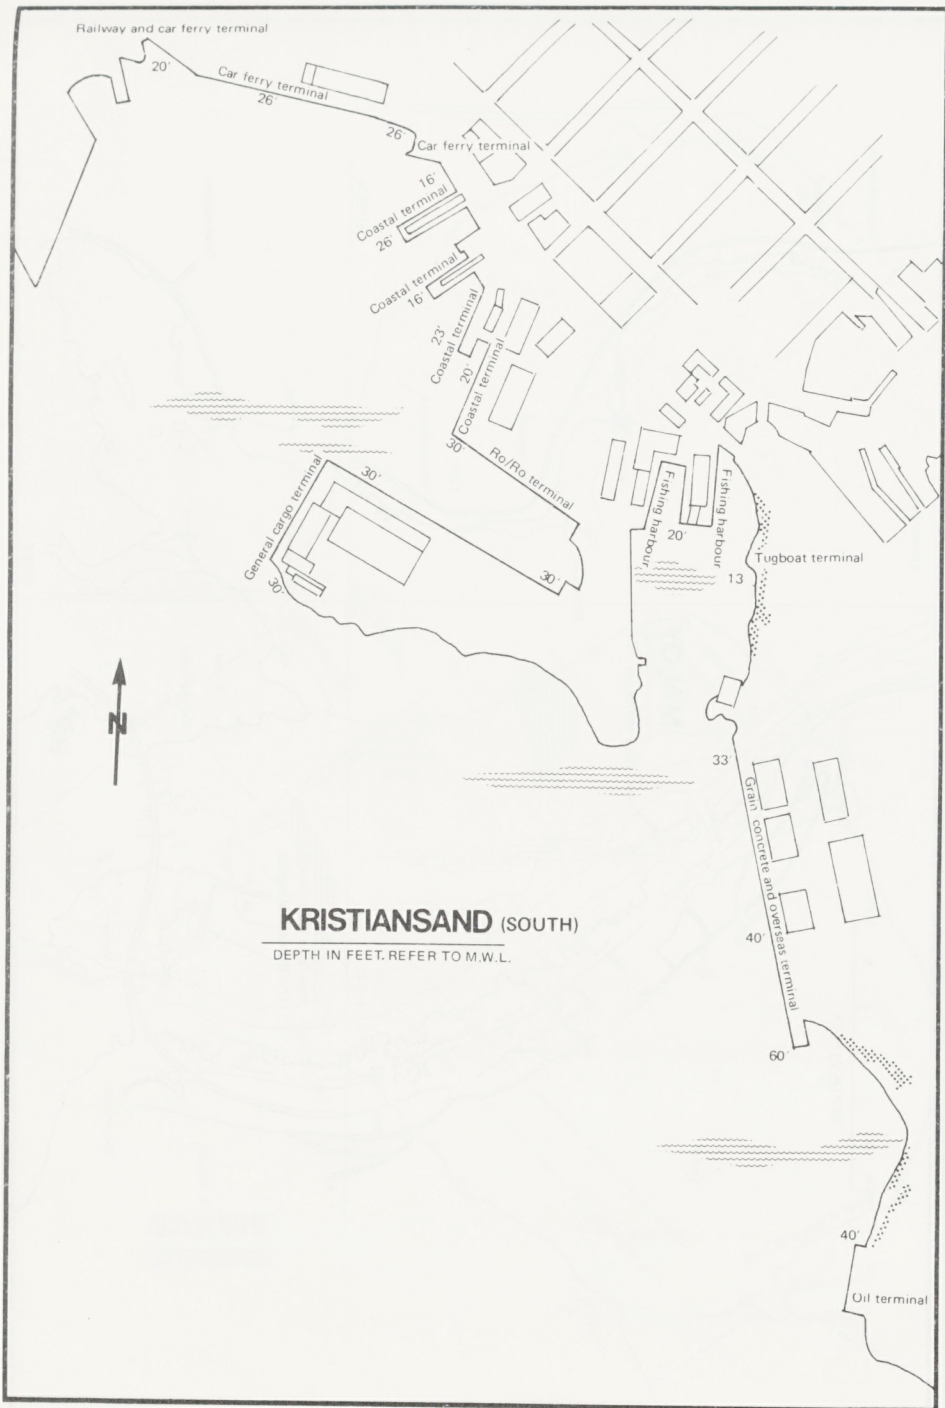 Railway and car ferry terminal
20'
Car ferry terminal
26'
26'
Car ferry terminal
16'
Coastal terminal
26'
Coastal terminal
16'
23'
Coastal terminal
20'
Coastal terminal
30'
Ro/Ro terminal
30'
General cargo terminal
30'
30'
Fishing harbour
20'
Fishing harbour
13
Tugboat terminal
N
33'
Grain, concrete and overseas terminal
40'
60'
KRISTIANSAND (SOUTH)
DEPTH IN FEET. REFER TO M.W.L.
40'
Oil terminal